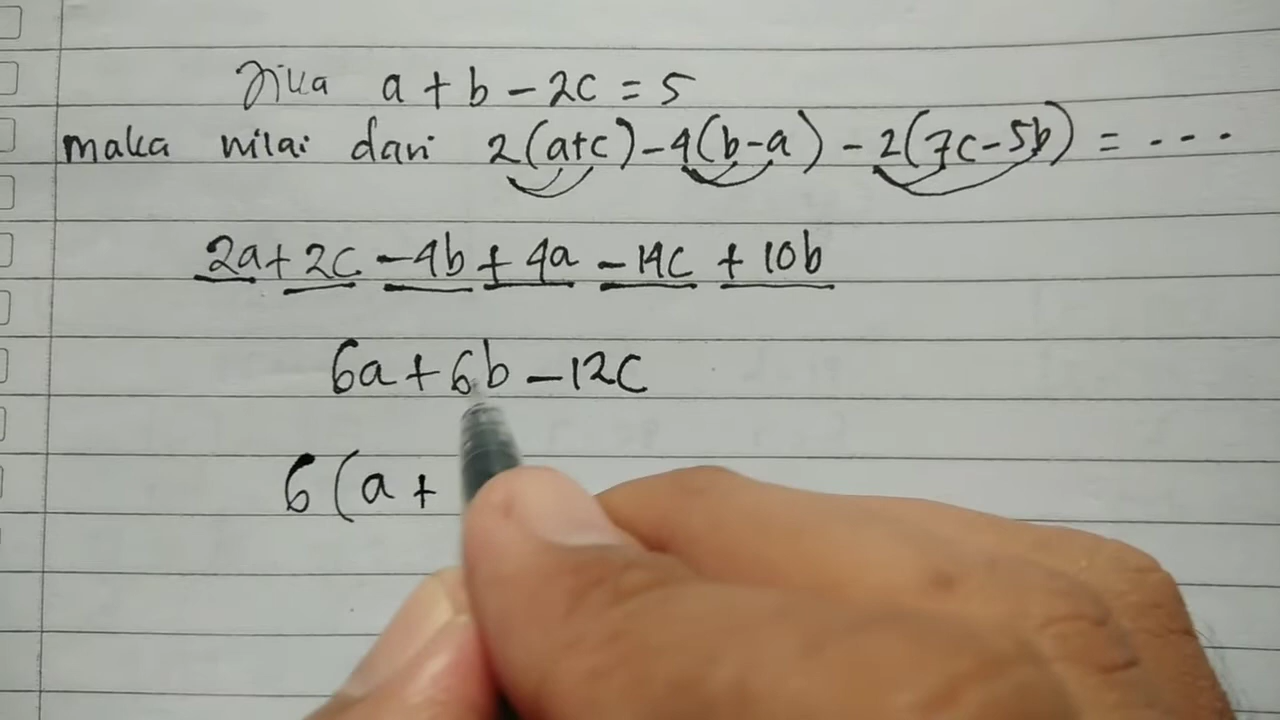 Jika a + b - 2c = 5
maka nilai dari 2(a+c) - 4(b-a) - 2(7c-5b) = ---
2a + 2c - 4b + 4a - 14c + 10b
6a + 6b - 12c
6 (a +